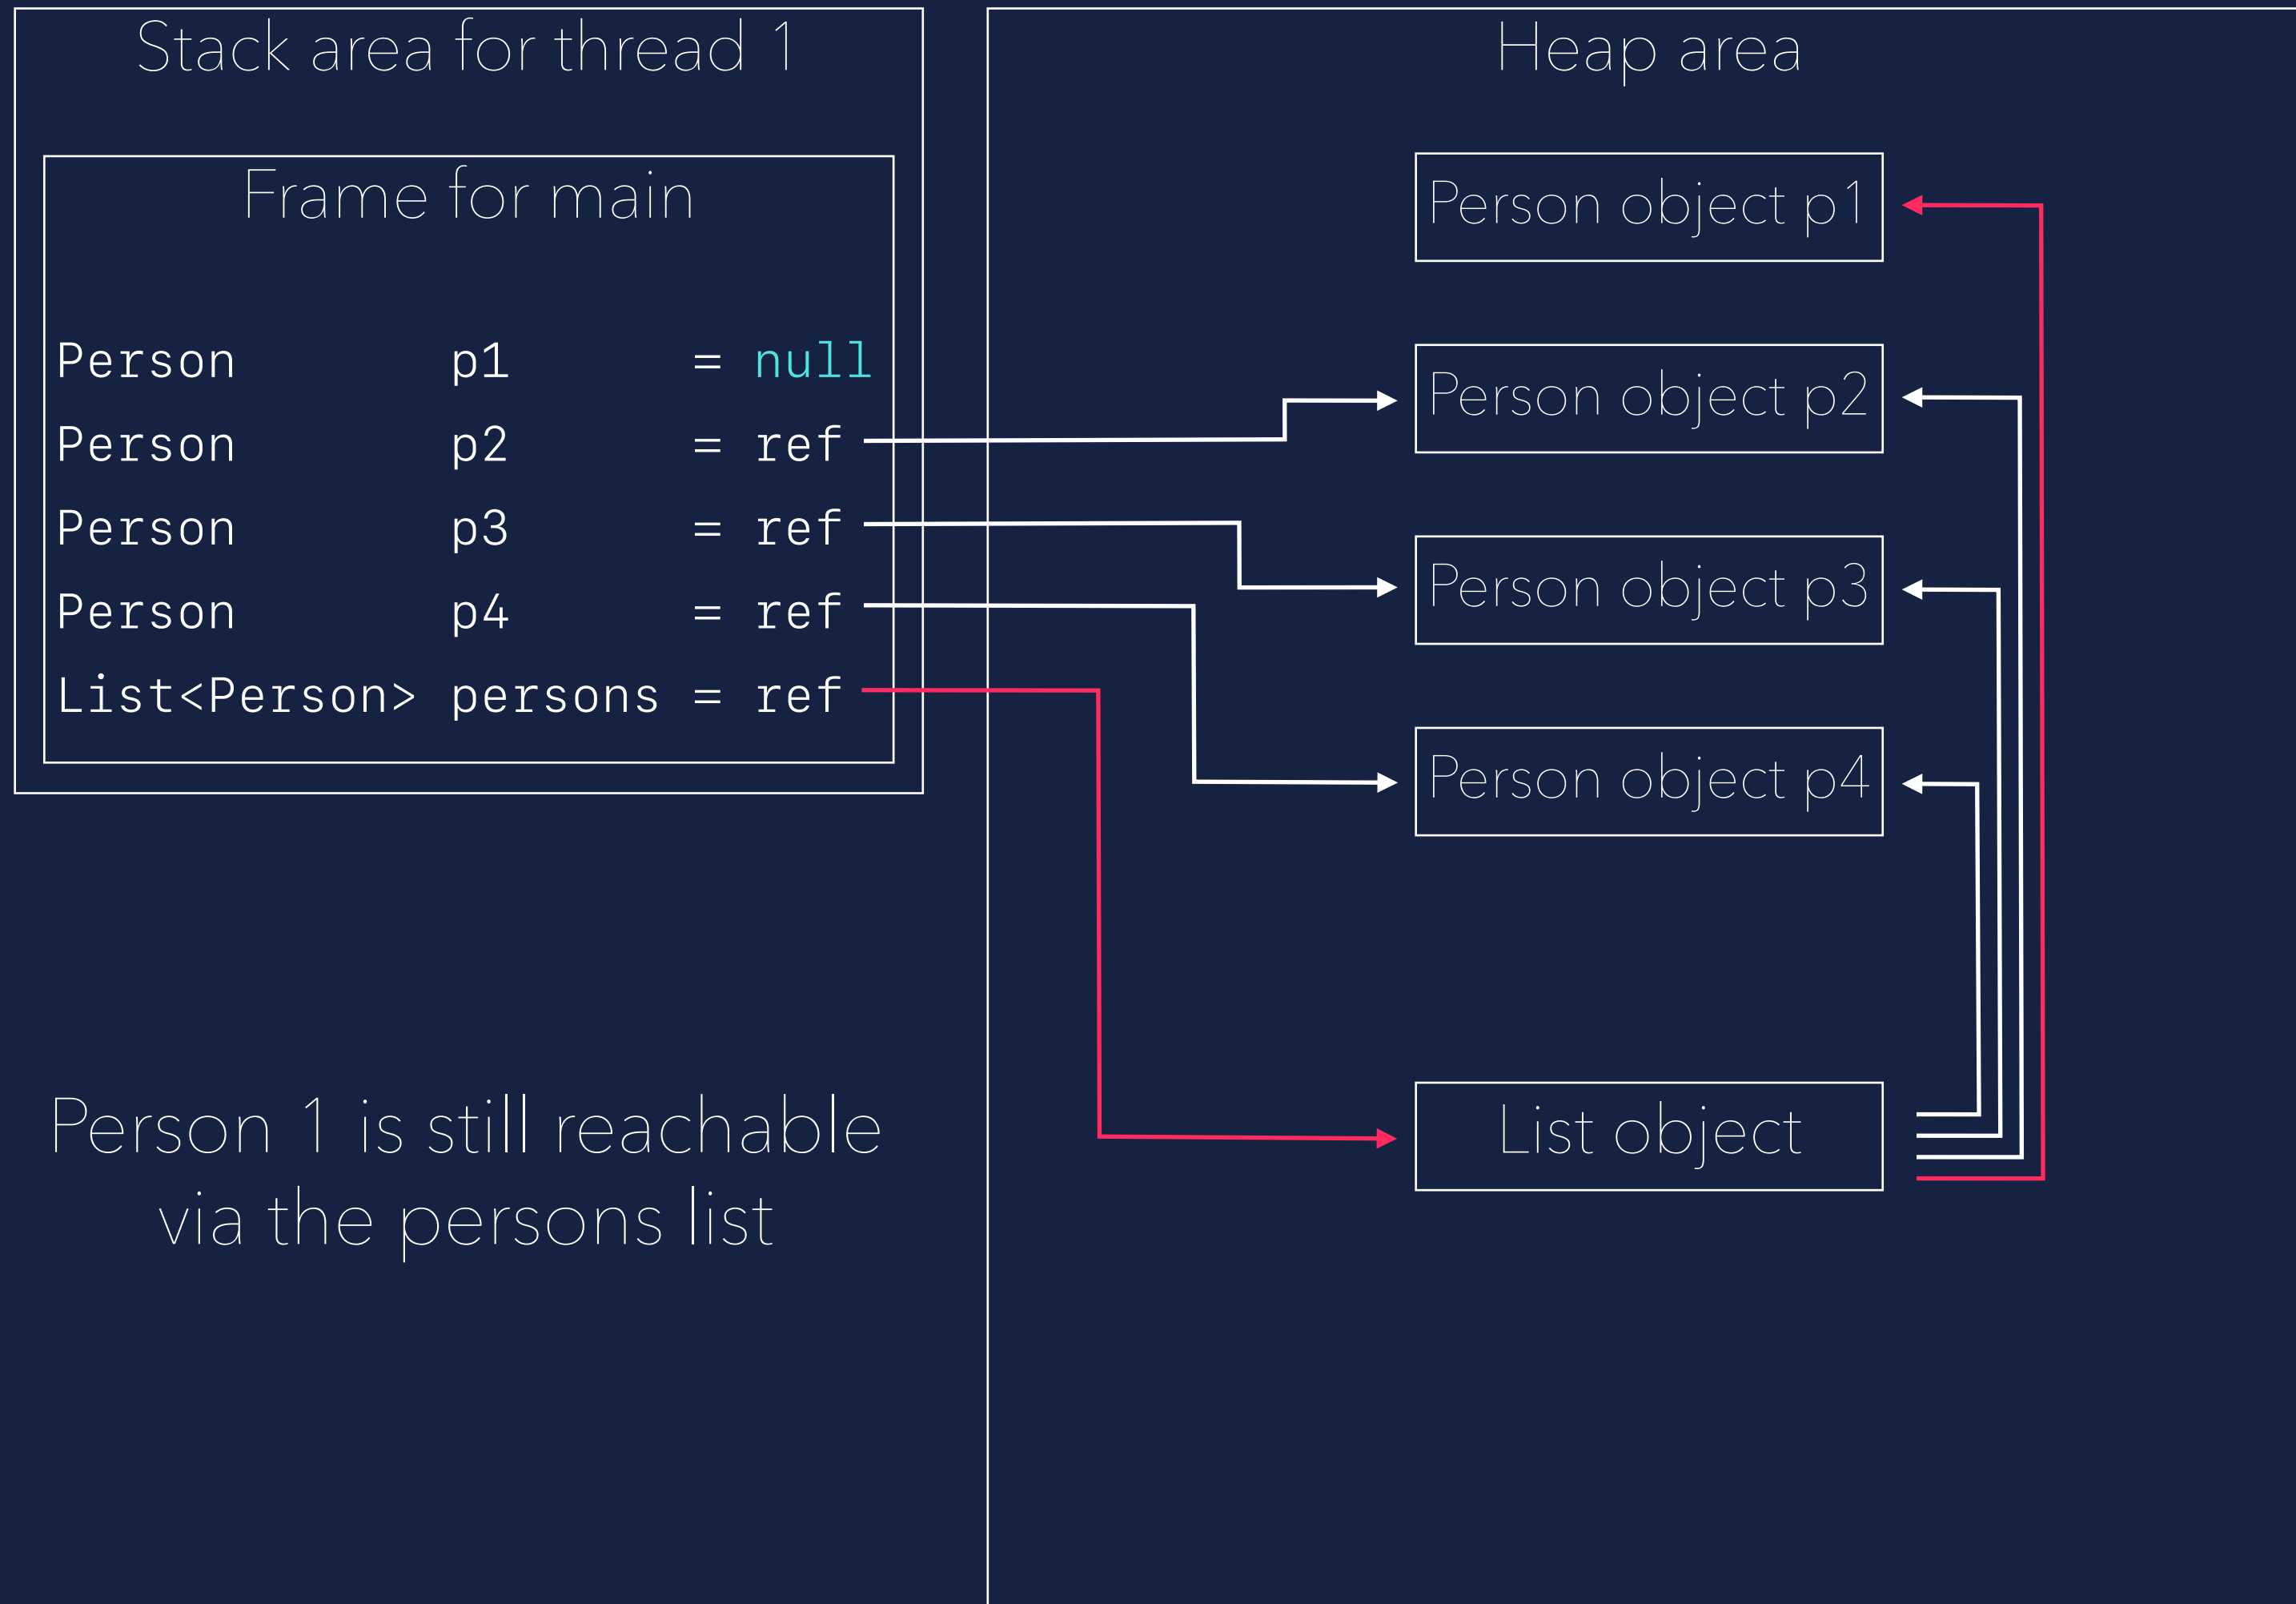 Stack area for thread 1
Frame for main
Person p1 = null
Person p2 = ref
Person p3 = ref
Person p4 = ref
List<Person> persons = ref
Person 1 is still reachable
via the persons list
Heap area
Person object p1
Person object p2
Person object p3
Person object p4
List object